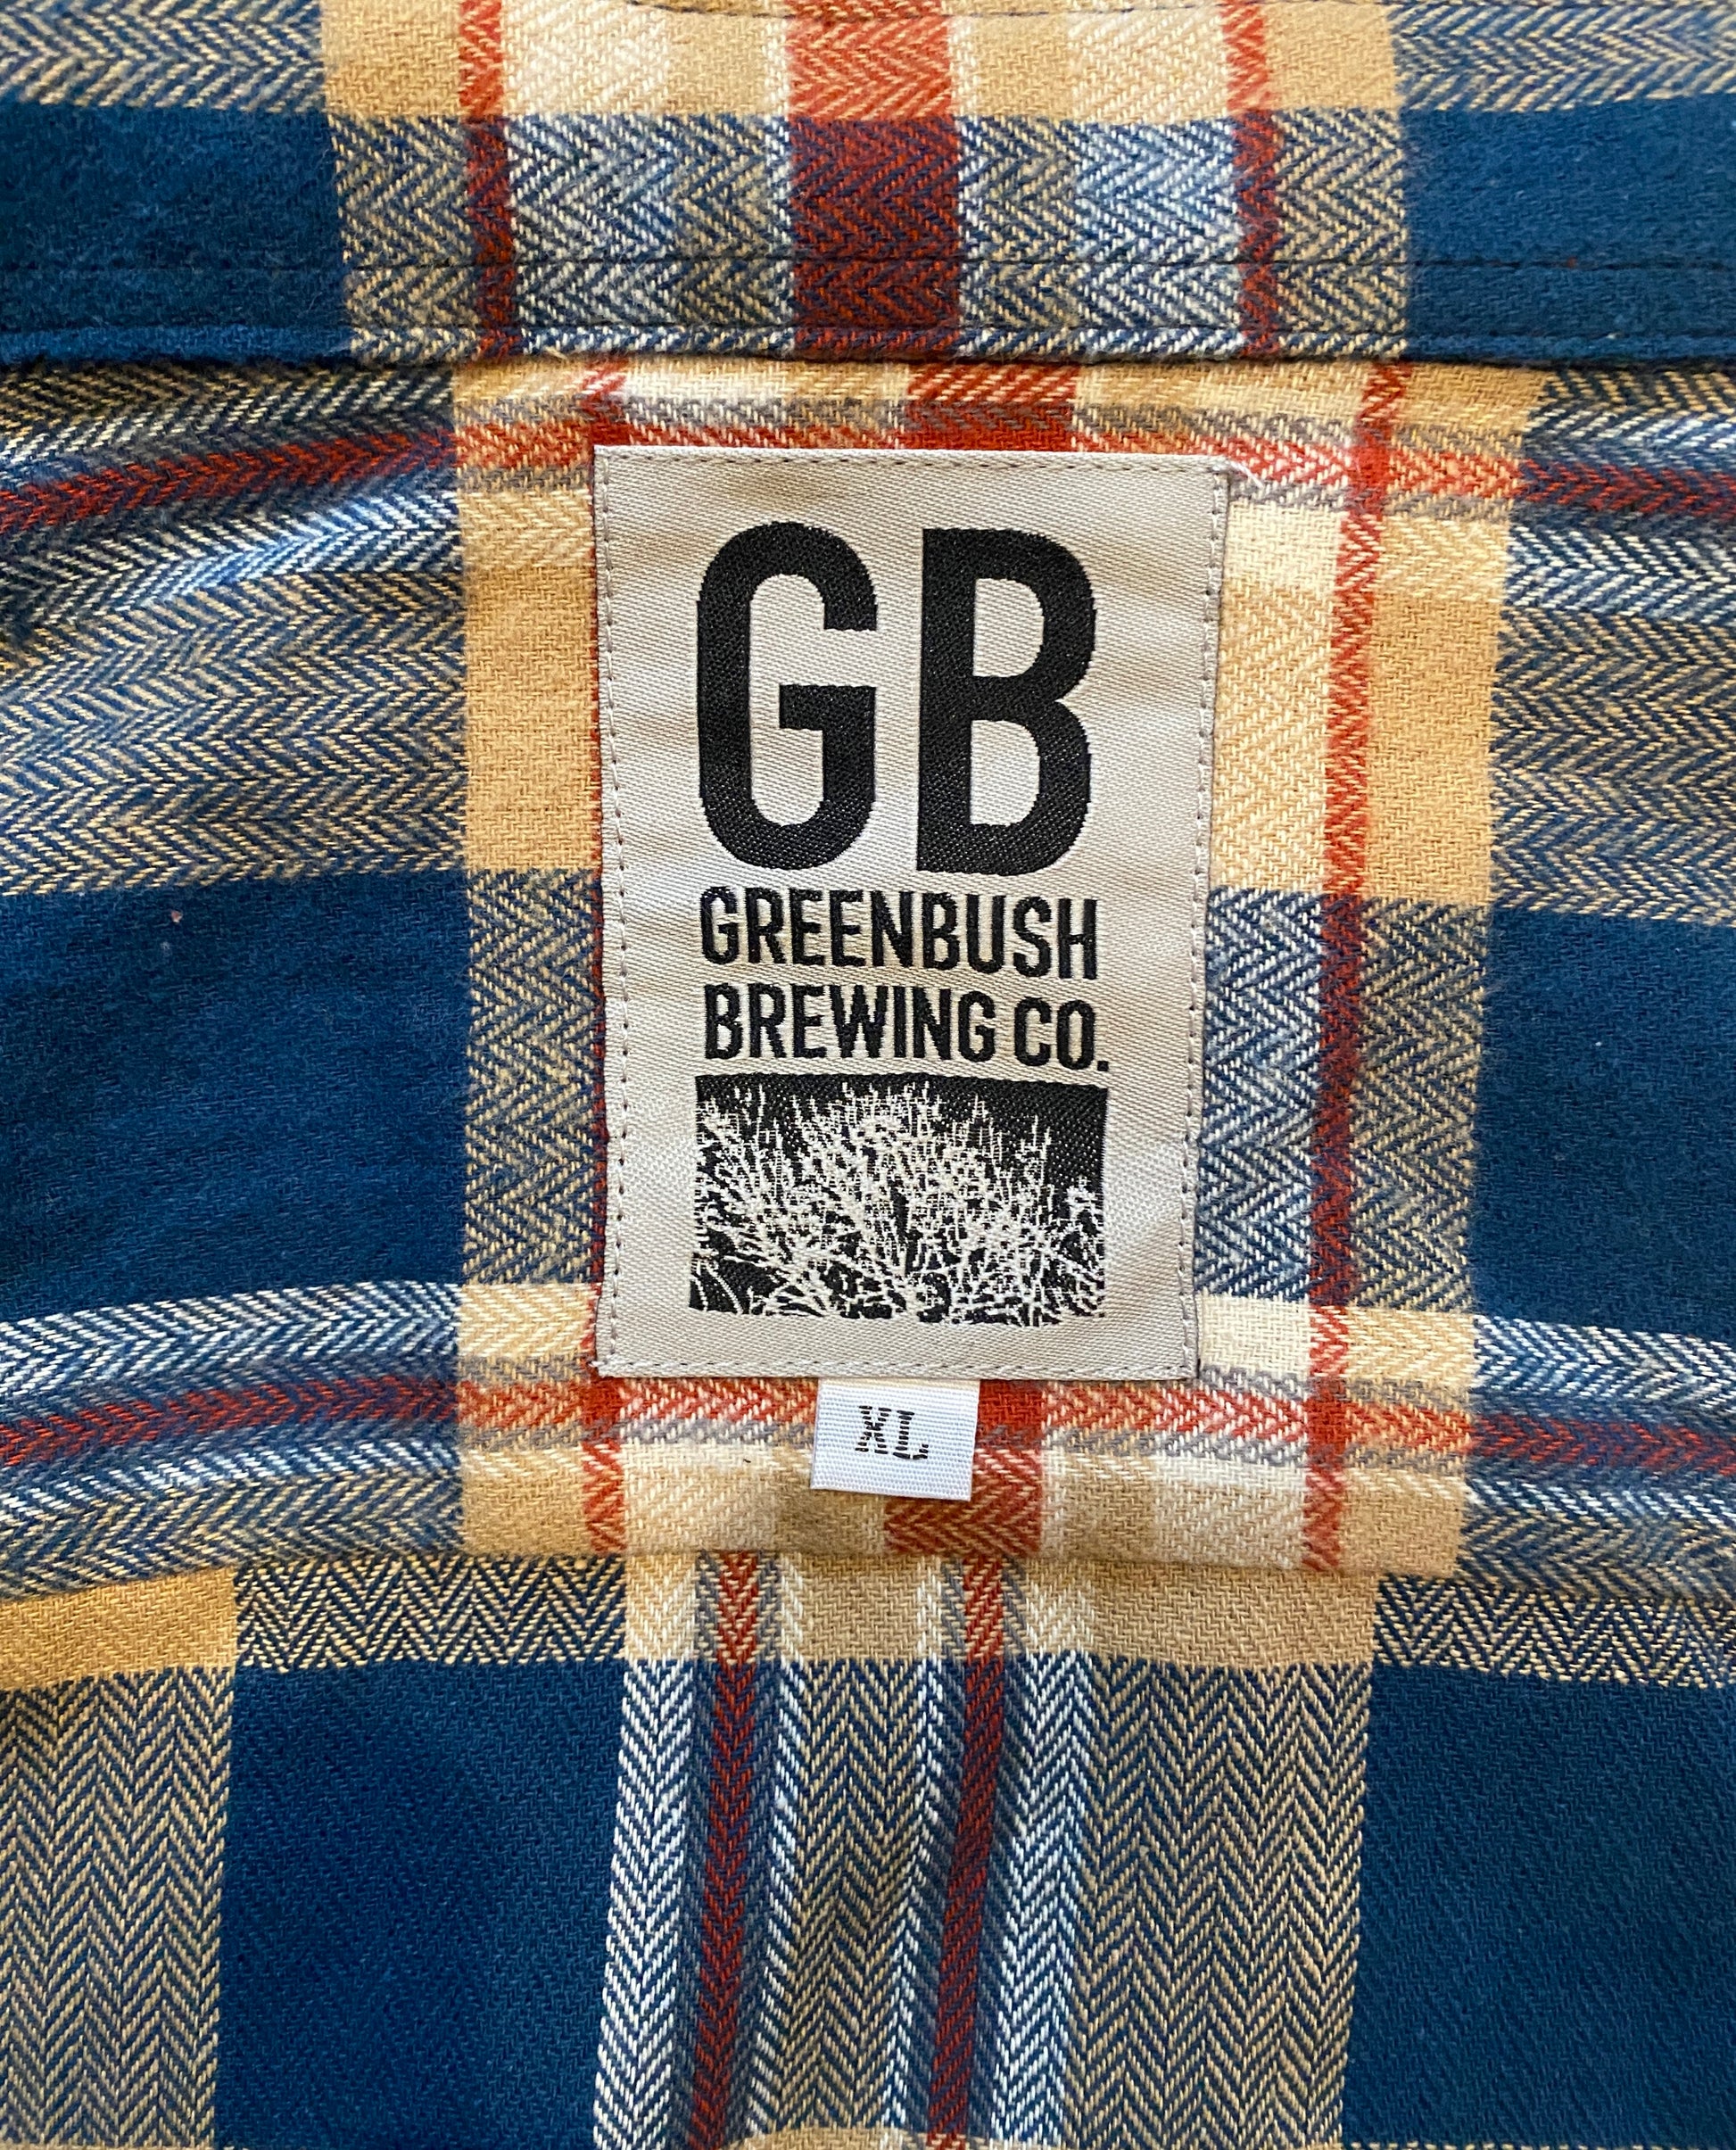 GB
GREENBUSH
BREWING CO.
XL